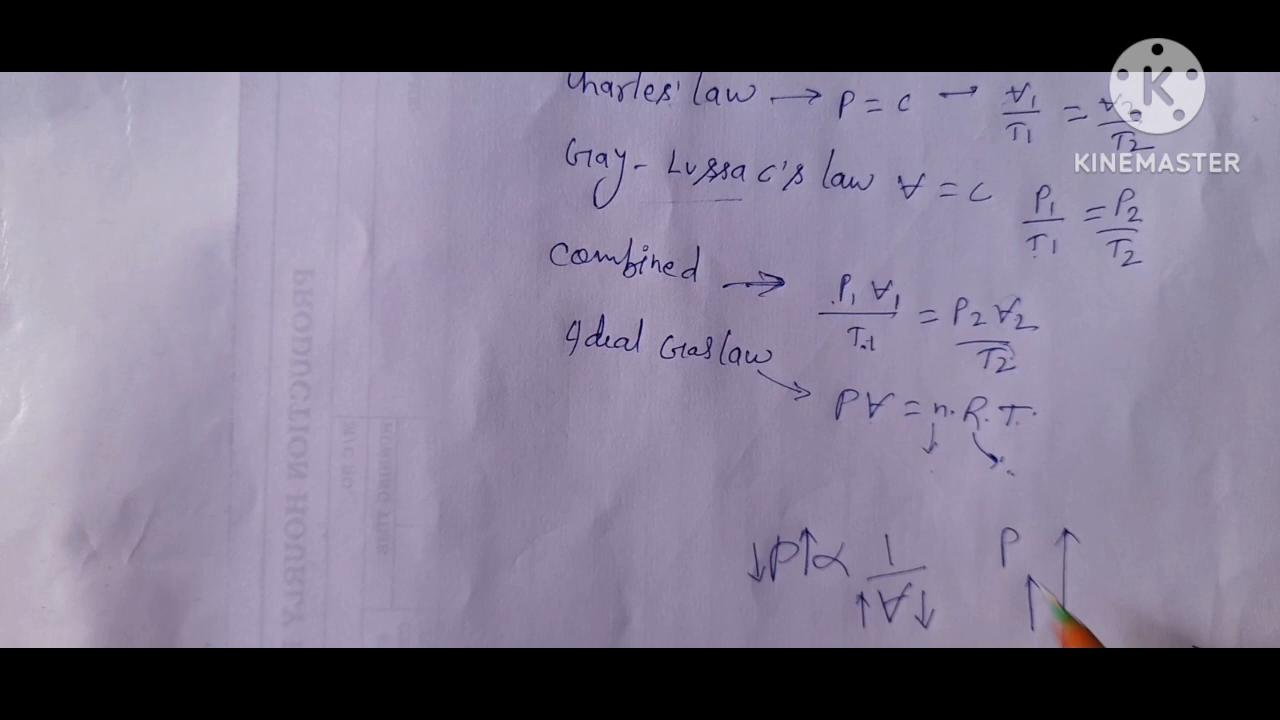 Charles' law → P = C → V1/T1 = V2/T2
KINEMASTER
Gay-Lussac's law V = C P1/T1 = P2/T2
Combined → P1 V1/T1 = P2 V2/T2
Ideal Gas law → PV = n.R.T.
↓P↑ ∝ 1/↑V↓ P ↑ ↑
PRODUCTION HOURLY